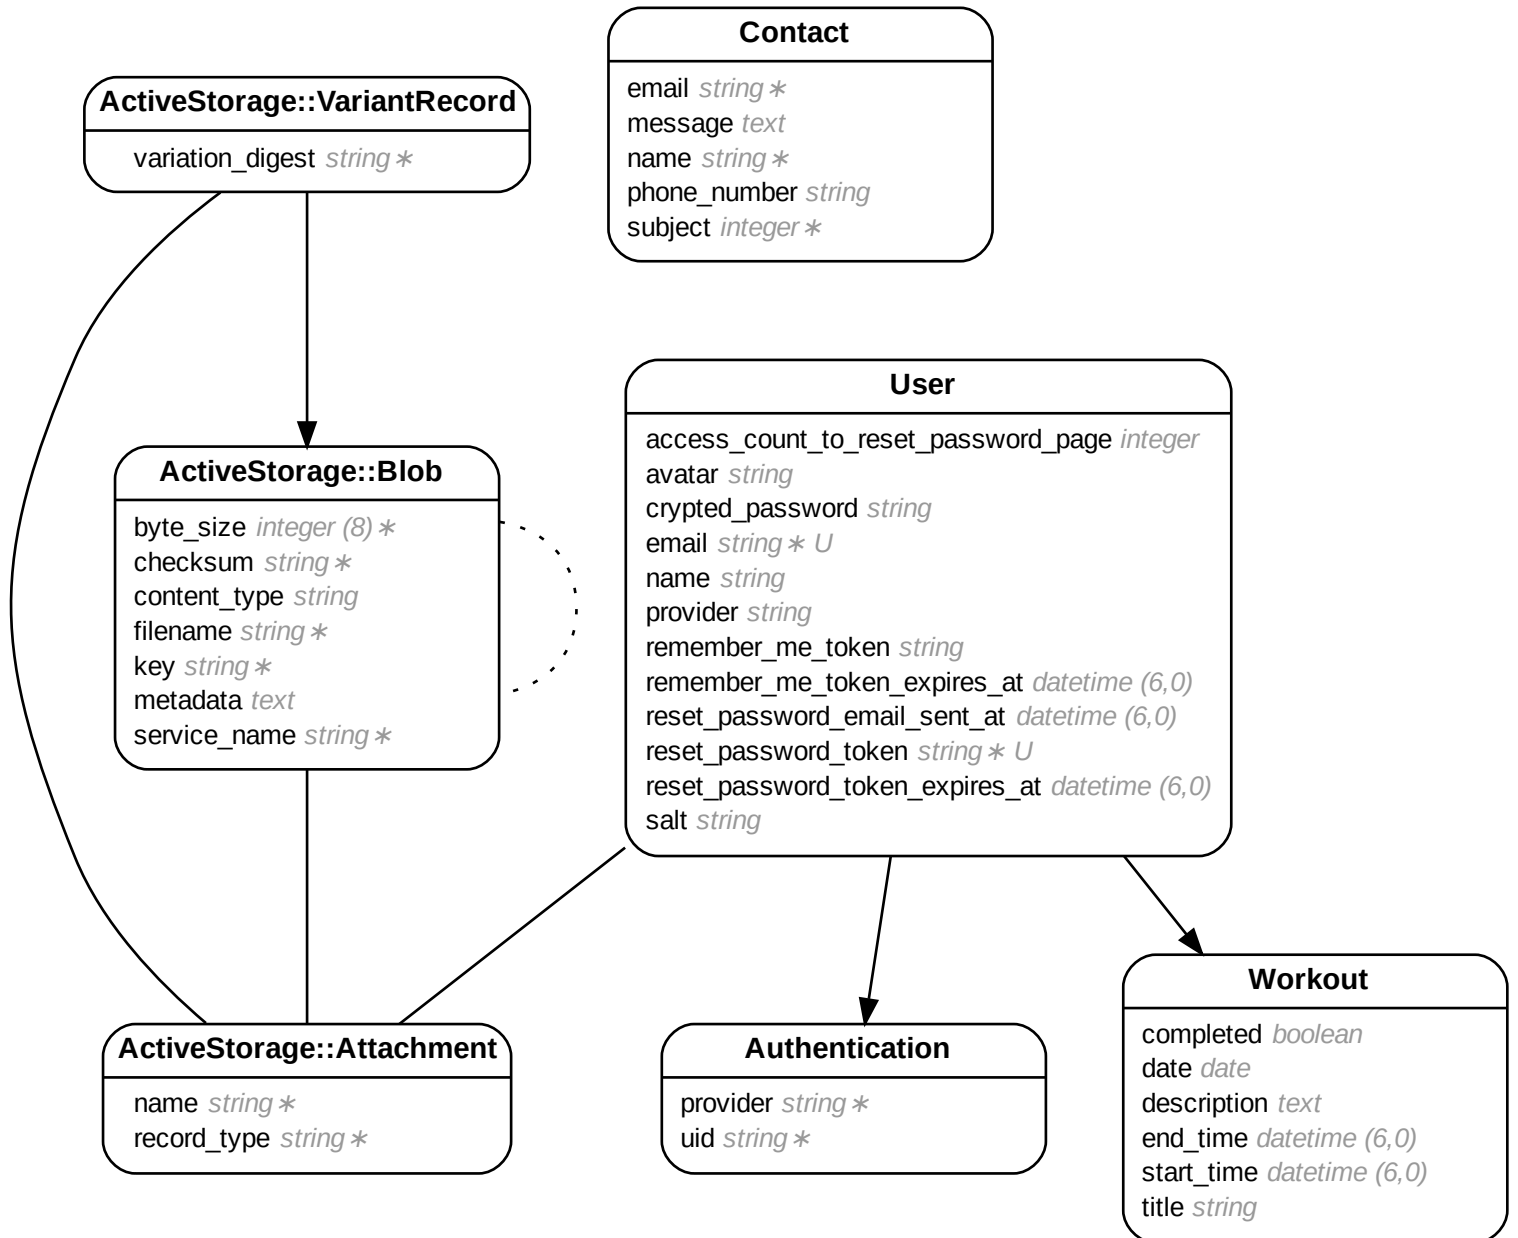 Contact
email string∗
message text
name string∗
phone_number string
subject integer∗
ActiveStorage::VariantRecord
variation_digest string∗
User
access_count_to_reset_password_page integer
avatar string
crypted_password string
email string∗ U
name string
provider string
remember_me_token string
remember_me_token_expires_at datetime (6,0)
reset_password_email_sent_at datetime (6,0)
reset_password_token string∗ U
reset_password_token_expires_at datetime (6,0)
salt string
ActiveStorage::Blob
byte_size integer (8)∗
checksum string∗
content_type string
filename string∗
key string∗
metadata text
service_name string∗
ActiveStorage::Attachment
name string∗
record_type string∗
Authentication
provider string∗
uid string∗
Workout
completed boolean
date date
description text
end_time datetime (6,0)
start_time datetime (6,0)
title string